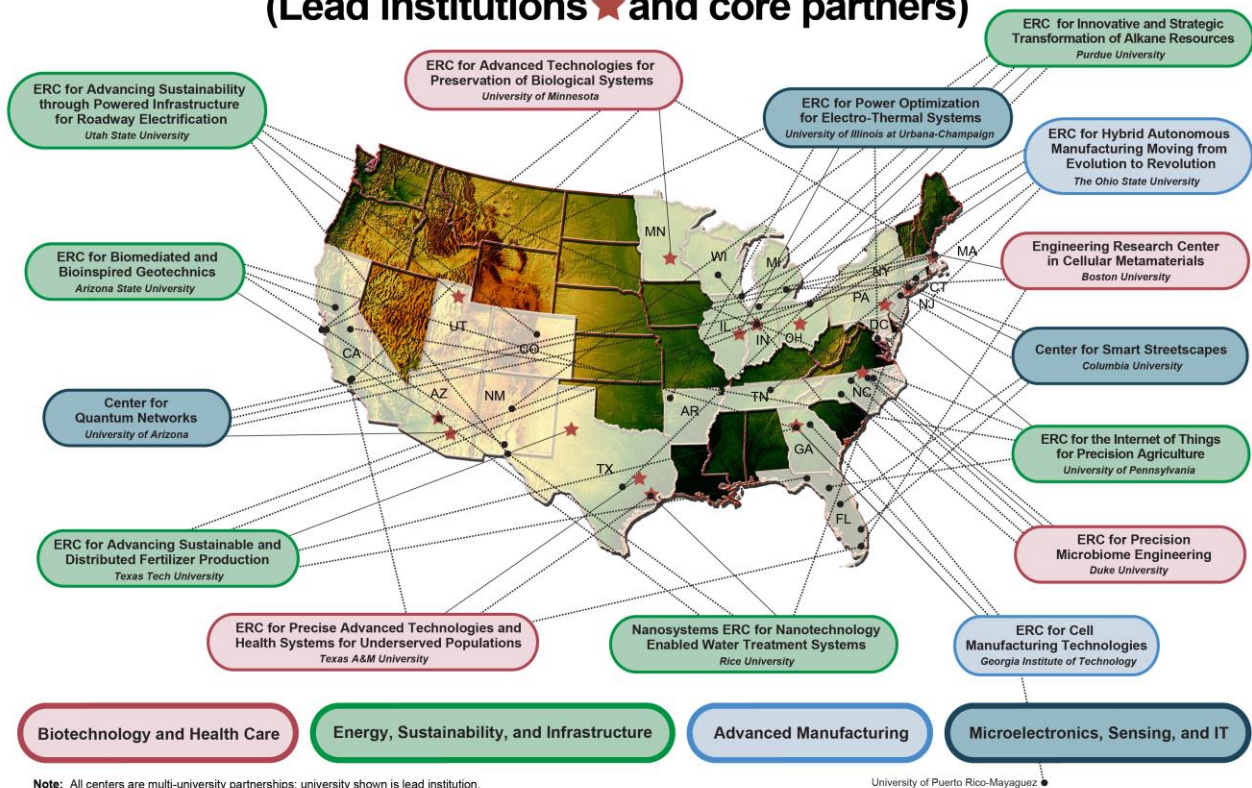 (Lead institutions and core partners)
ERC for Innovative and Strategic
Transformation of Alkane Resources
Purdue University
ERC for Advanced Technologies for
Preservation of Biological Systems
University of Minnesota
ERC for Advancing Sustainability
through Powered Infrastructure
for Roadway Electrification
Utah State University
ERC for Power Optimization
for Electro-Thermal Systems
University of Illinois at Urbana-Champaign
ERC for Hybrid Autonomous
Manufacturing Moving from
Evolution to Revolution
The Ohio State University
ERC for Biomediated and
Bioinspired Geotechnics
Arizona State University
Engineering Research Center
in Cellular Metamaterials
Boston University
MN
WI
MI
NY
MA
CT
NJ
PA
DC
IL
IN
OH
UT
CO
CA
AZ
NM
AR
TN
NC
GA
TX
FL
Center for Smart Streetscapes
Columbia University
Center for
Quantum Networks
University of Arizona
ERC for the Internet of Things
for Precision Agriculture
University of Pennsylvania
ERC for Advancing Sustainable and
Distributed Fertilizer Production
Texas Tech University
ERC for Precision
Microbiome Engineering
Duke University
ERC for Precise Advanced Technologies and
Health Systems for Underserved Populations
Texas A&M University
Nanosystems ERC for Nanotechnology
Enabled Water Treatment Systems
Rice University
ERC for Cell
Manufacturing Technologies
Georgia Institute of Technology
Biotechnology and Health Care
Energy, Sustainability, and Infrastructure
Advanced Manufacturing
Microelectronics, Sensing, and IT
Note: All centers are multi-university partnerships; university shown is lead institution.
University of Puerto Rico-Mayaguez